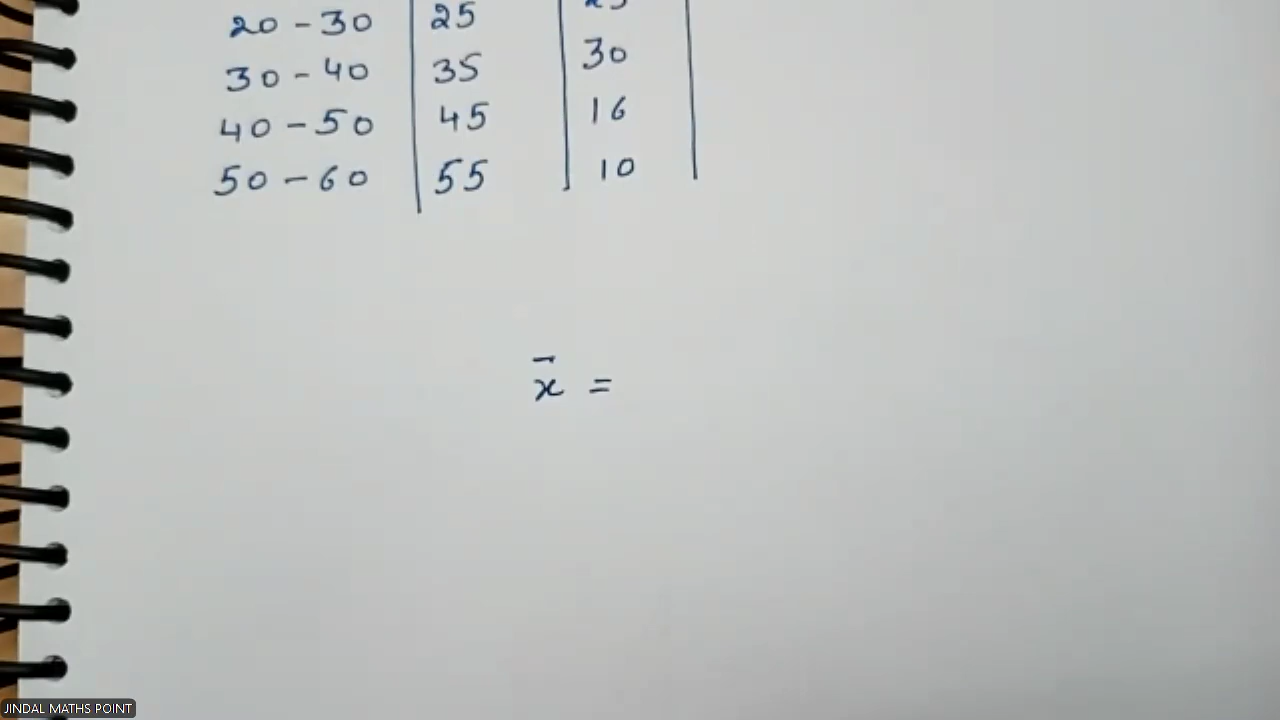 20 - 30 25
30 - 40 35 30
40 - 50 45 16
50 - 60 55 10
x̄ =
JINDAL MATHS POINT